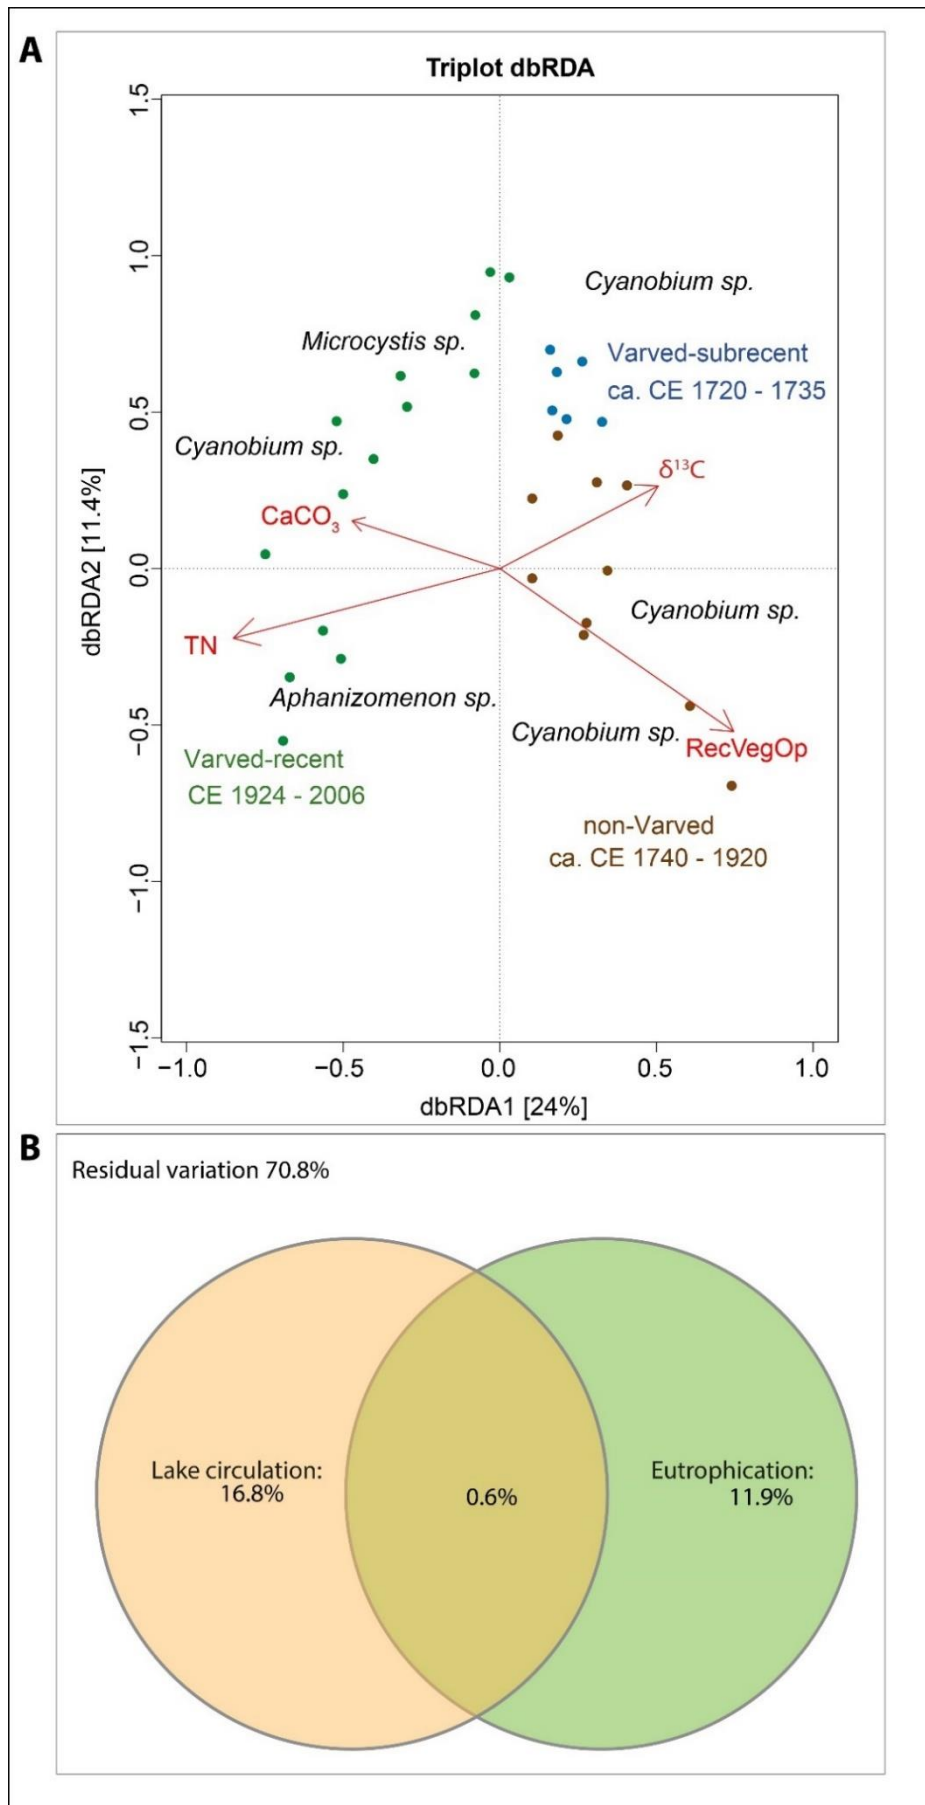 A
Triplot dbRDA
1.5
1.0
0.5
0.0
−0.5
−1.0
−1.5
dbRDA2 [11.4%]
Cyanobium sp.
Microcystis sp.
Varved-subrecent
ca. CE 1720 - 1735
Cyanobium sp.
δ¹³C
CaCO₃
Cyanobium sp.
TN
Aphanizomenon sp.
Cyanobium sp.
RecVegOp
Varved-recent
CE 1924 - 2006
non-Varved
ca. CE 1740 - 1920
−1.0 −0.5 0.0 0.5 1.0
dbRDA1 [24%]
B
Residual variation 70.8%
Lake circulation:
16.8%
0.6%
Eutrophication:
11.9%